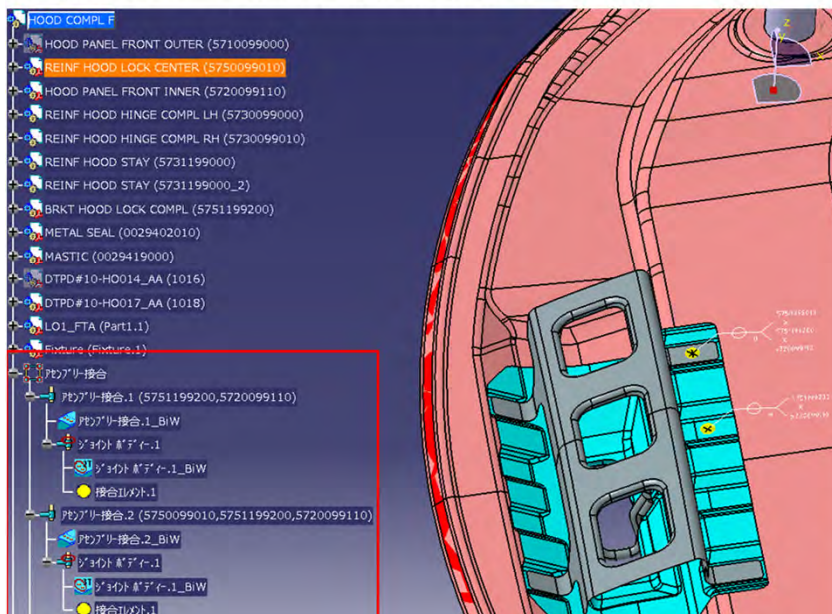 HOOD COMPL F
HOOD PANEL FRONT OUTER (5710099000)
REINF HOOD LOCK CENTER (5750099010)
HOOD PANEL FRONT INNER (5720099110)
REINF HOOD HINGE COMPL LH (5730099000)
REINF HOOD HINGE COMPL RH (5730099010)
REINF HOOD STAY (5731199000)
REINF HOOD STAY (5731199000_2)
BRKT HOOD LOCK COMPL (5751199200)
METAL SEAL (0029402010)
MASTIC (0029419000)
DTPD#10-HO014_AA (1016)
DTPD#10-HO017_AA (1018)
LO1_FTA (Part1.1)
Fixture (Fixture.1)
アセンブリー接合
アセンブリー接合.1 (5751199200,5720099110)
アセンブリー接合.1_BiW
ジョイント ボディー.1
ジョイント ボディー.1_BiW
接合エレメント.1
アセンブリー接合.2 (5750099010,5751199200,5720099110)
アセンブリー接合.2_BiW
ジョイント ボディー.1
ジョイント ボディー.1_BiW
接合エレメント.1
z
y
x